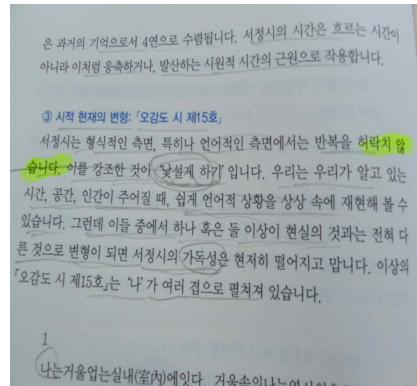 은 과거의 기억으로서 4연으로 수렴됩니다. 서정시의 시간은 흐르는 시간이
아니라 이처럼 응축하거나, 발산하는 시원적 시간의 근원으로 작용합니다.
③ 시적 현재의 변형: 「오감도 시 제15호」
서정시는 형식적인 측면, 특히나 언어적인 측면에서는 반복을 허락치 않
습니다. 이를 강조한 것이 '낯설게 하기'입니다. 우리는 우리가 알고 있는
시간, 공간, 인간이 주어질 때, 쉽게 언어적 상황을 상상 속에 재현해 볼 수
있습니다. 그런데 이들 중에서 하나 혹은 둘 이상이 현실의 것과는 전혀 다
른 것으로 변형이 되면 서정시의 가독성은 현저히 떨어지고 맙니다. 이상의
「오감도 시 제15호」는 '나'가 여러 겹으로 펼쳐져 있습니다.
1
나는거울업는실내(室內)에잇다. 거울속의나는역시